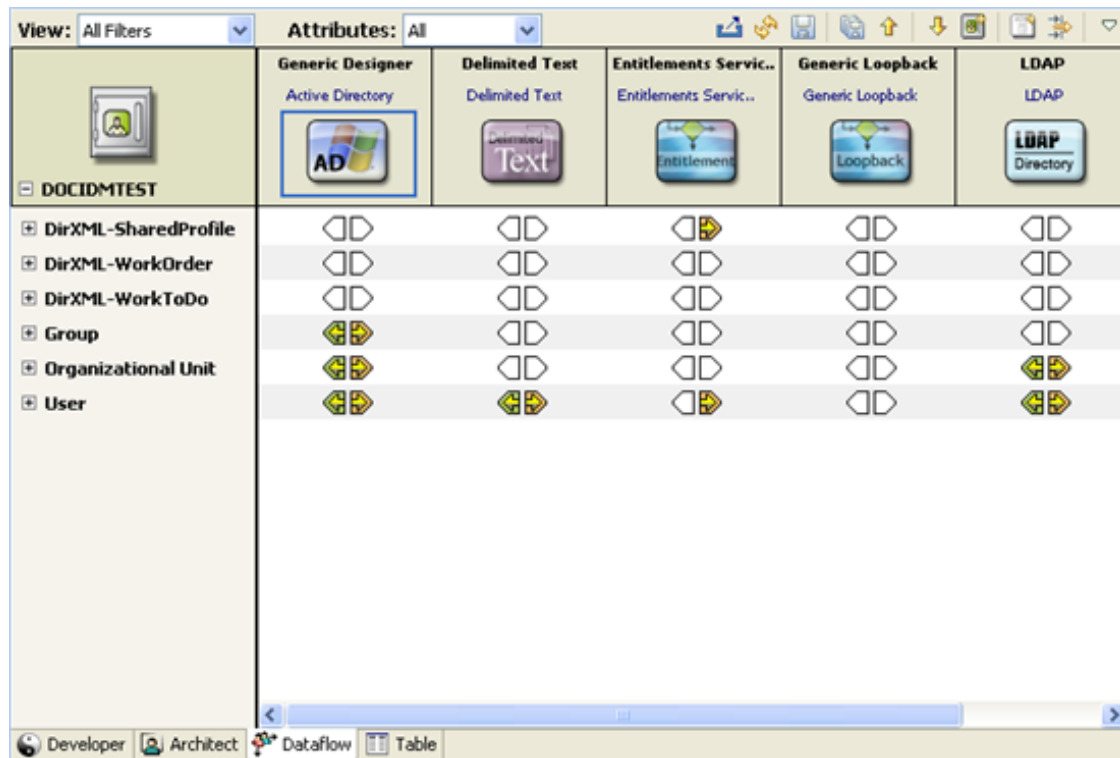 View: All Filters Attributes: All
Generic Designer Delimited Text Entitlements Servic.. Generic Loopback LDAP
Active Directory Delimited Text Entitlements Servic... Generic Loopback LDAP
AD Delimited Text Entitlement Loopback LDAP Directory
DOCIDMTEST
DirXML-SharedProfile
DirXML-WorkOrder
DirXML-WorkToDo
Group
Organizational Unit
User
Developer Architect Dataflow Table